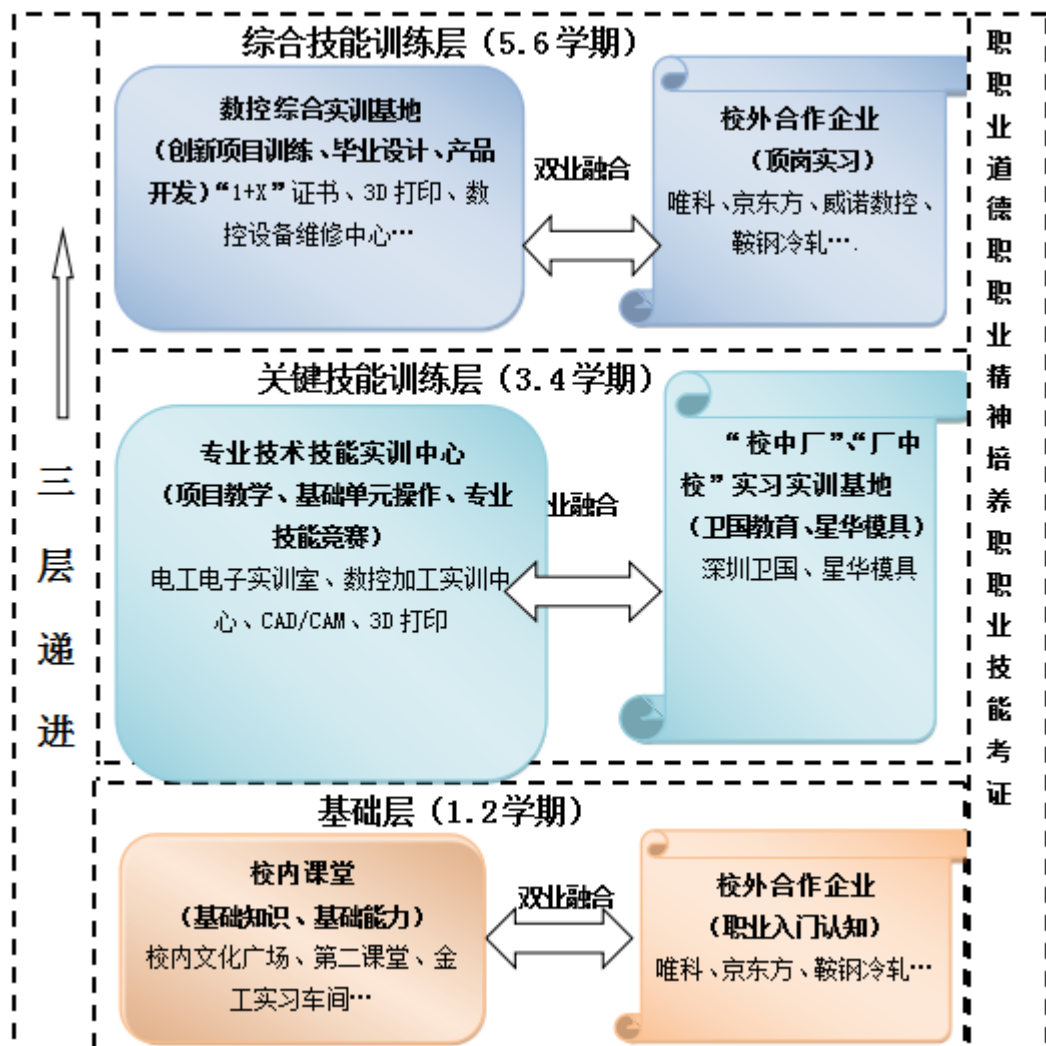 综合技能训练层（5.6学期）
数控综合实训基地
（创新项目训练、毕业设计、产品
开发）“1+X”证书、3D打印、数
控设备维修中心…
双业融合
校外合作企业
（顶岗实习）
唯科、京东方、威诺数控、
鞍钢冷轧….
关键技能训练层（3.4学期）
专业技术技能实训中心
（项目教学、基础单元操作、专业
技能竞赛）
电工电子实训室、数控加工实训中
心、CAD/CAM、3D打印
业融合
“校中厂”、“厂中
校”实习实训基地
（卫国教育、星华模具）
深圳卫国、星华模具
基础层（1.2学期）
校内课堂
（基础知识、基础能力）
校内文化广场、第二课堂、金
工实习车间…
双业融合
校外合作企业
（职业入门认知）
唯科、京东方、鞍钢冷轧…
三层递进
职职业道德职职业精神培养职职业技能考证